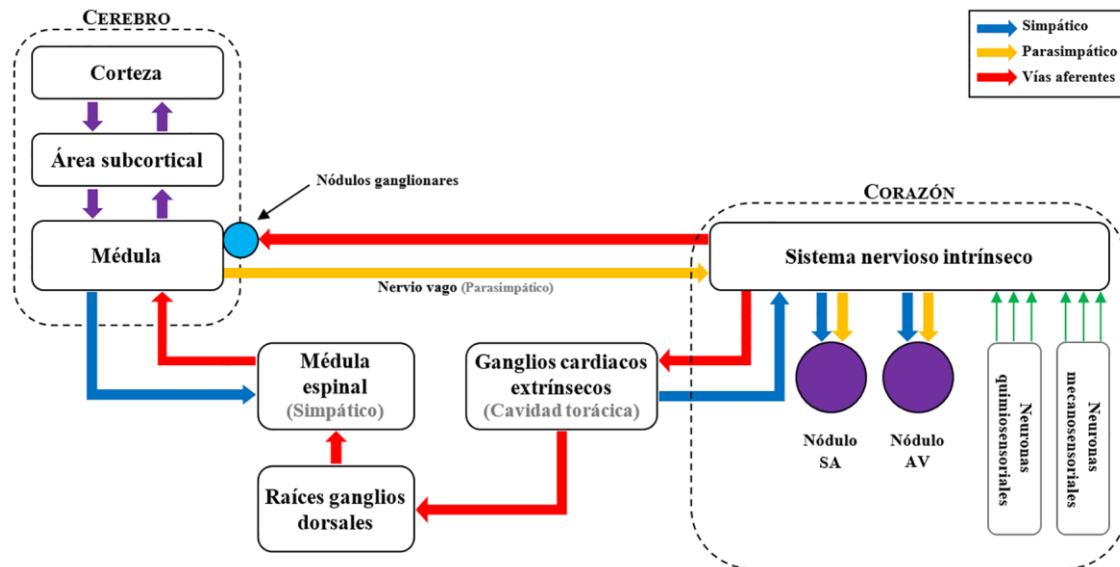 CEREBRO
Corteza
Área subcortical
Médula
Nódulos ganglionares
Nervio vago (Parasimpático)
Médula
espinal
(Simpático)
Raíces ganglios
dorsales
Ganglios cardiacos
extrínsecos
(Cavidad torácica)
Simpático
Parasimpático
Vías aferentes
CORAZÓN
Sistema nervioso intrínseco
Nódulo
SA
Nódulo
AV
Neuronas
quimiosensoriales
Neuronas
mecanosensoriales